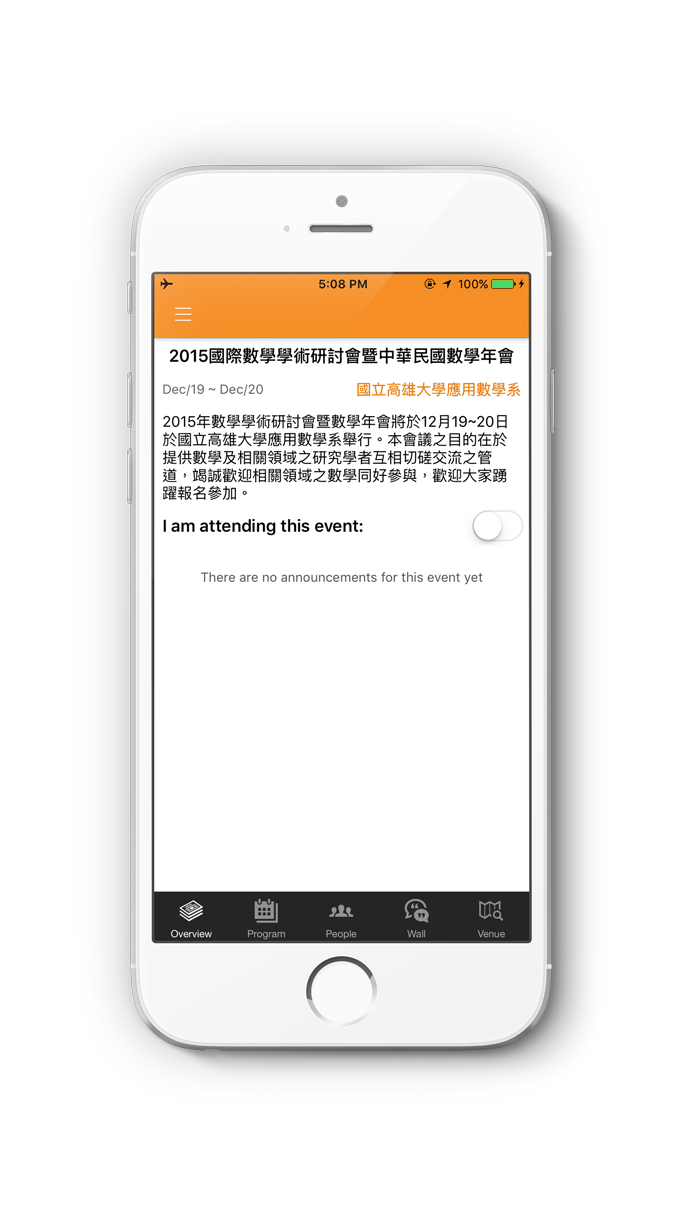 5:08 PM
100%
2015國際數學學術研討會暨中華民國數學年會
Dec/19 ~ Dec/20
國立高雄大學應用數學系
2015年數學學術研討會暨數學年會將於12月19~20日
於國立高雄大學應用數學系舉行。本會議之目的在於
提供數學及相關領域之研究學者互相切磋交流之管
道，竭誠歡迎相關領域之數學同好參與，歡迎大家踴
躍報名參加。
I am attending this event:
There are no announcements for this event yet
Overview
Program
People
Wall
Venue